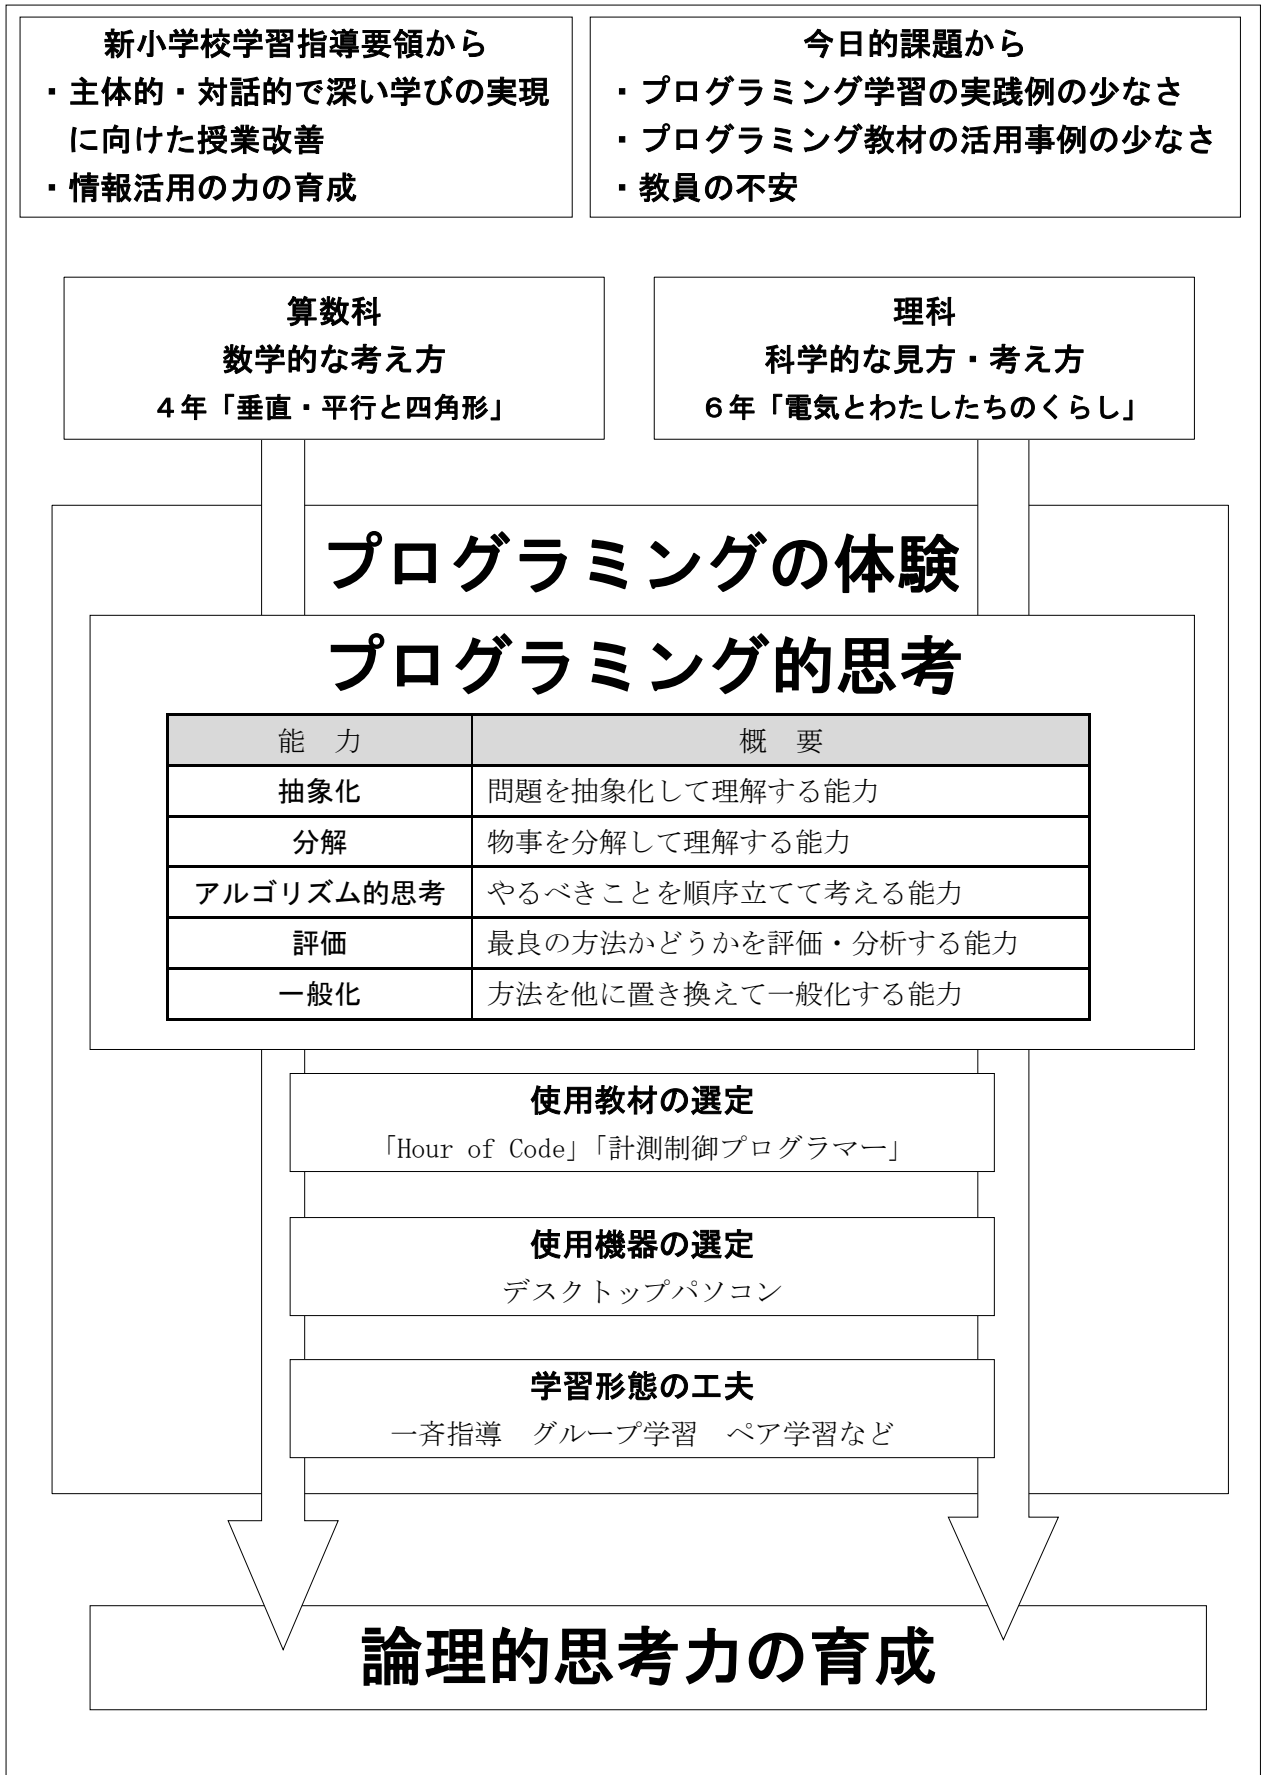 新小学校学習指導要領から
・主体的・対話的で深い学びの実現
に向けた授業改善
・情報活用の力の育成
今日的課題から
・プログラミング学習の実践例の少なさ
・プログラミング教材の活用事例の少なさ
・教員の不安
算数科
数学的な考え方
４年「垂直・平行と四角形」
理科
科学的な見方・考え方
６年「電気とわたしたちのくらし」
プログラミングの体験
プログラミング的思考
能　力　概　要
抽象化　問題を抽象化して理解する能力
分解　物事を分解して理解する能力
アルゴリズム的思考　やるべきことを順序立てて考える能力
評価　最良の方法かどうかを評価・分析する能力
一般化　方法を他に置き換えて一般化する能力
使用教材の選定
「Hour of Code」「計測制御プログラマー」
使用機器の選定
デスクトップパソコン
学習形態の工夫
一斉指導　グループ学習　ペア学習など
論理的思考力の育成